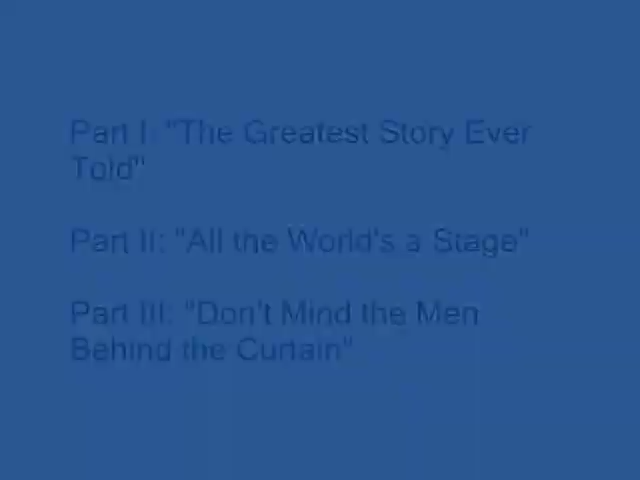 Part I: "The Greatest Story Ever
Told"
Part II: "All the World's a Stage"
Part III: "Don't Mind the Men
Behind the Curtain"